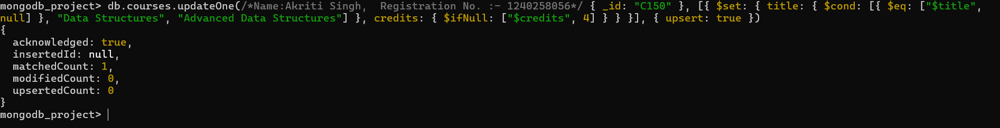 mongodb_project> db.courses.updateOne(/*Name:Akriti Singh,  Registration No. :- 1240258056*/ { _id: "C150" }, [{ $set: { title: { $cond: [{ $eq: ["$title",
null] }, "Data Structures", "Advanced Data Structures"] }, credits: { $ifNull: ["$credits", 4] } } }], { upsert: true })
{
  acknowledged: true,
  insertedId: null,
  matchedCount: 1,
  modifiedCount: 0,
  upsertedCount: 0
}
mongodb_project>